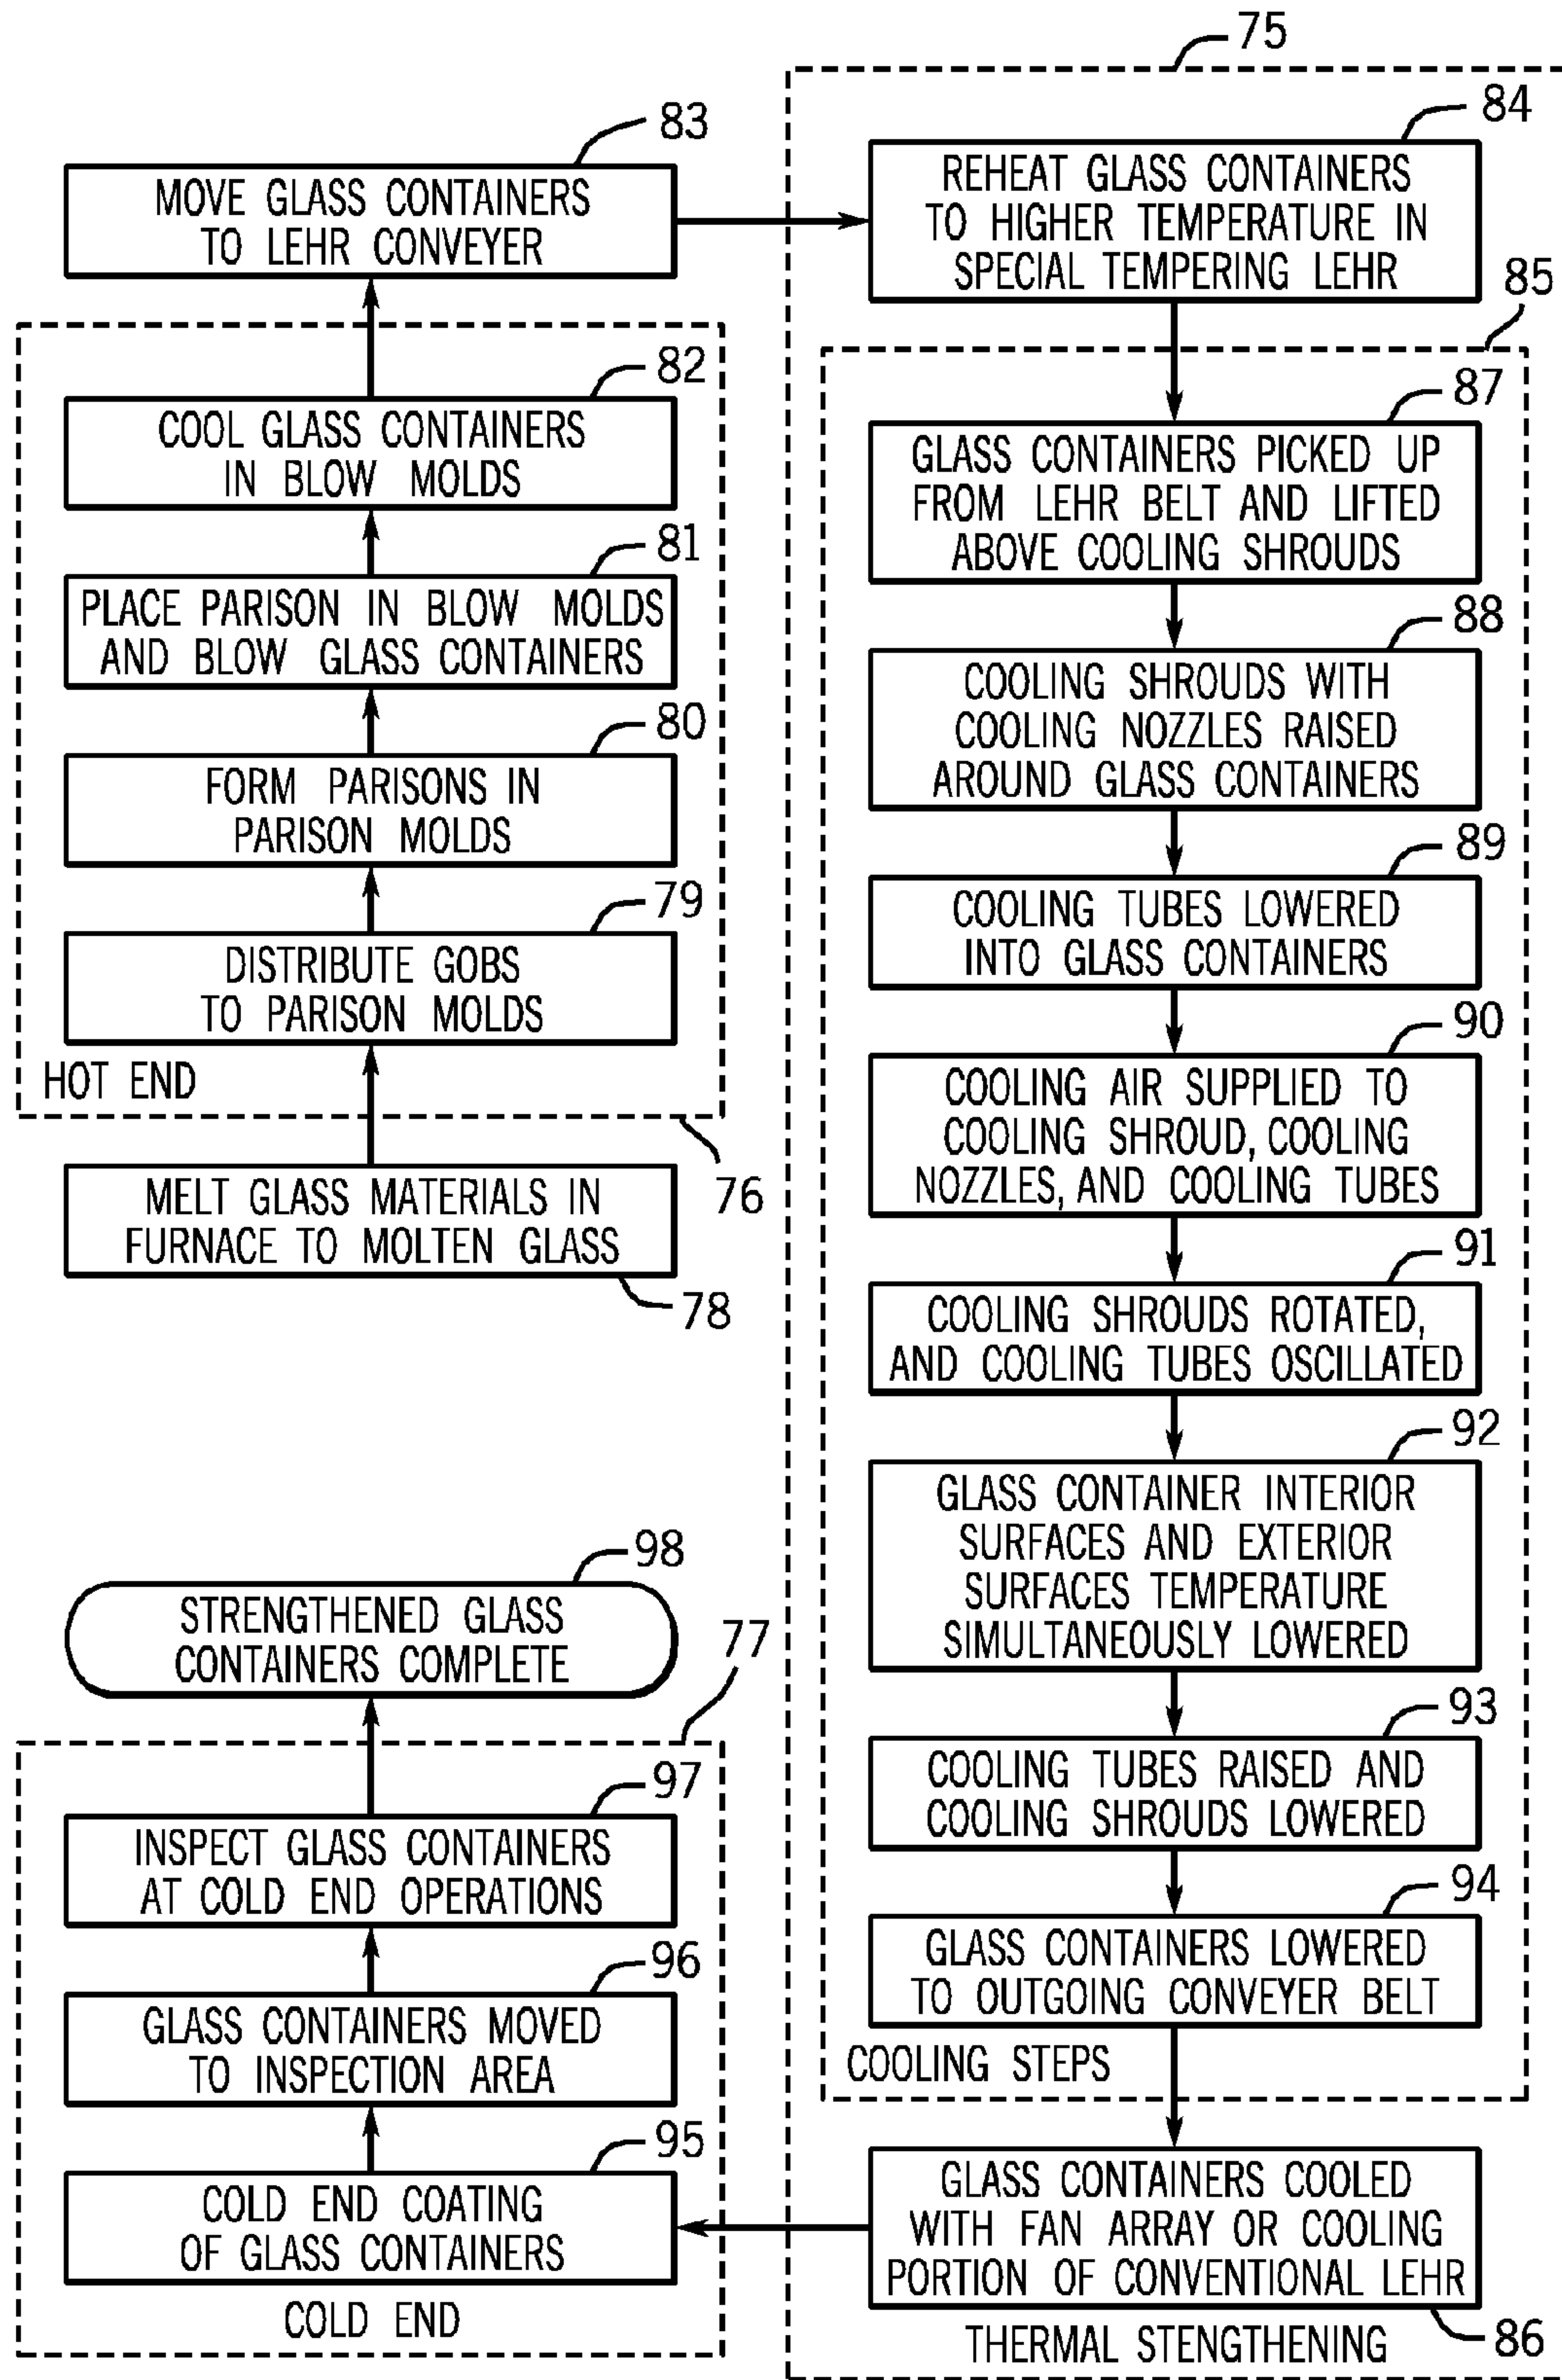 75
83
MOVE GLASS CONTAINERS
TO LEHR CONVEYER
84
REHEAT GLASS CONTAINERS
TO HIGHER TEMPERATURE IN
SPECIAL TEMPERING LEHR
85
82
COOL GLASS CONTAINERS
IN BLOW MOLDS
81
PLACE PARISON IN BLOW MOLDS
AND BLOW GLASS CONTAINERS
80
FORM PARISONS IN
PARISON MOLDS
79
DISTRIBUTE GOBS
TO PARISON MOLDS
HOT END
76
MELT GLASS MATERIALS IN
FURNACE TO MOLTEN GLASS
78
87
GLASS CONTAINERS PICKED UP
FROM LEHR BELT AND LIFTED
ABOVE COOLING SHROUDS
88
COOLING SHROUDS WITH
COOLING NOZZLES RAISED
AROUND GLASS CONTAINERS
89
COOLING TUBES LOWERED
INTO GLASS CONTAINERS
90
COOLING AIR SUPPLIED TO
COOLING SHROUD, COOLING
NOZZLES, AND COOLING TUBES
91
COOLING SHROUDS ROTATED,
AND COOLING TUBES OSCILLATED
92
GLASS CONTAINER INTERIOR
SURFACES AND EXTERIOR
SURFACES TEMPERATURE
SIMULTANEOUSLY LOWERED
93
COOLING TUBES RAISED AND
COOLING SHROUDS LOWERED
94
GLASS CONTAINERS LOWERED
TO OUTGOING CONVEYER BELT
COOLING STEPS
GLASS CONTAINERS COOLED
WITH FAN ARRAY OR COOLING
PORTION OF CONVENTIONAL LEHR
86
THERMAL STENGTHENING
98
STRENGTHENED GLASS
CONTAINERS COMPLETE
77
97
INSPECT GLASS CONTAINERS
AT COLD END OPERATIONS
96
GLASS CONTAINERS MOVED
TO INSPECTION AREA
95
COLD END COATING
OF GLASS CONTAINERS
COLD END